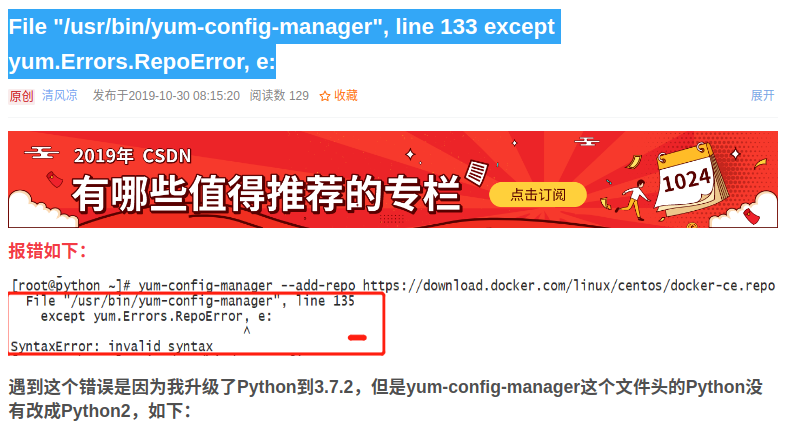 File "/usr/bin/yum-config-manager", line 133 except
yum.Errors.RepoError, e:
原创 清风凉 发布于2019-10-30 08:15:20 阅读数 129 收藏 展开
2019年 CSDN
有哪些值得推荐的专栏
点击订阅
1024
报错如下：
[root@python ~]# yum-config-manager --add-repo https://download.docker.com/linux/centos/docker-ce.repo
File "/usr/bin/yum-config-manager", line 135
except yum.Errors.RepoError, e:
^
SyntaxError: invalid syntax
遇到这个错误是因为我升级了Python到3.7.2，但是yum-config-manager这个文件头的Python没
有改成Python2，如下：